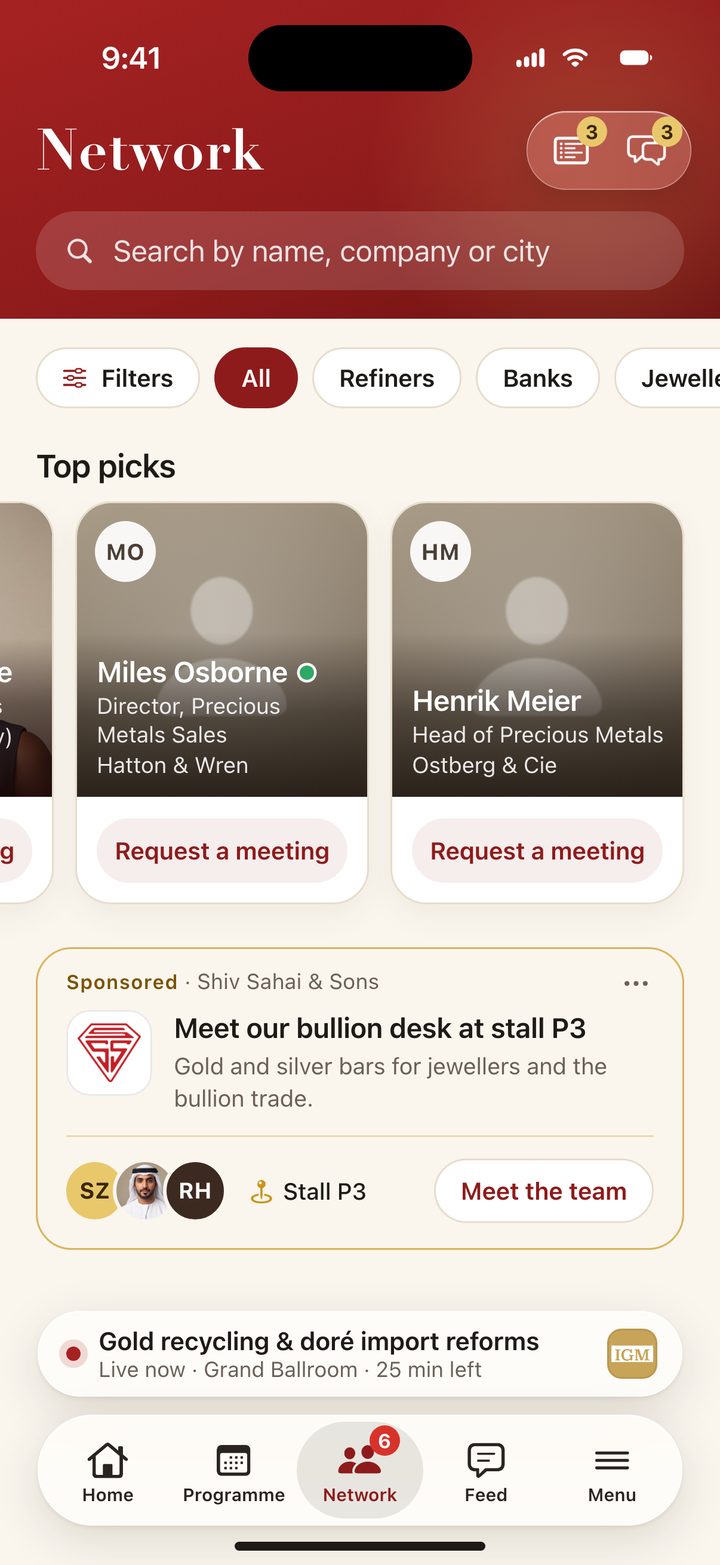 9:41
Network
3
3
Search by name, company or city
Filters
All
Refiners
Banks
Jewelle
Top picks
MO
Miles Osborne
Director, Precious
Metals Sales
Hatton & Wren
Request a meeting
HM
Henrik Meier
Head of Precious Metals
Ostberg & Cie
Request a meeting
e
s
y)
g
Sponsored · Shiv Sahai & Sons
Meet our bullion desk at stall P3
Gold and silver bars for jewellers and the
bullion trade.
SZ
RH
Stall P3
Meet the team
Gold recycling & doré import reforms
Live now · Grand Ballroom · 25 min left
IGM
6
Home
Programme
Network
Feed
Menu